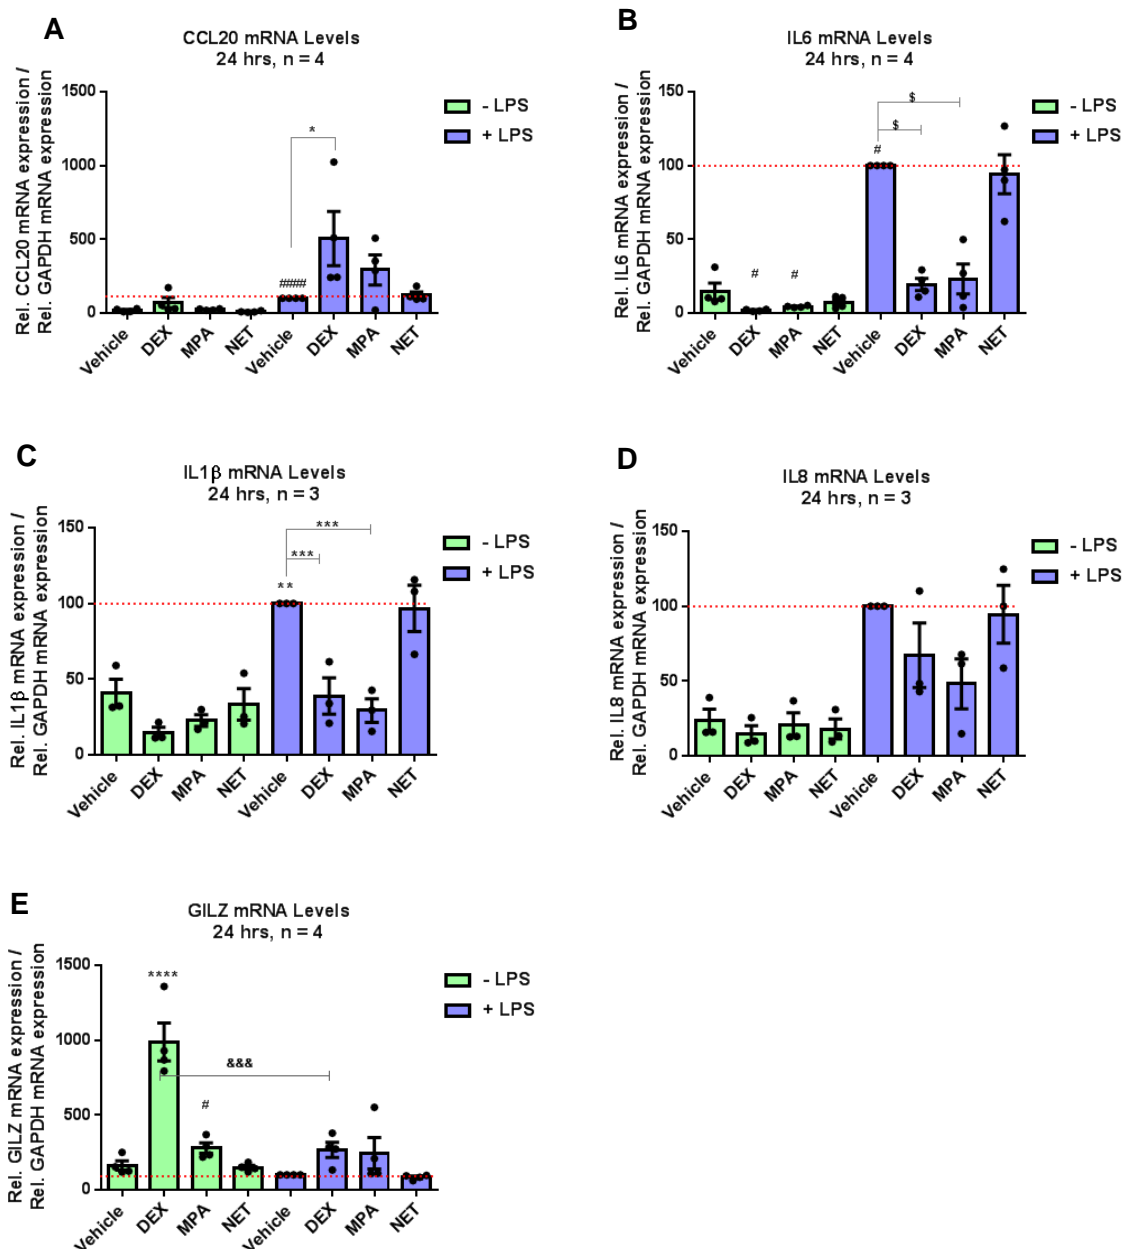 A
CCL20 mRNA Levels
24 hrs, n = 4
Rel. CCL20 mRNA expression /
Rel. GAPDH mRNA expression
1500
1000
500
0
*
####
- LPS
+ LPS
Vehicle
DEX
MPA
NET
Vehicle
DEX
MPA
NET
B
IL6 mRNA Levels
24 hrs, n = 4
Rel. IL6 mRNA expression /
Rel. GAPDH mRNA expression
150
100
50
0
$
$
#
#
#
- LPS
+ LPS
Vehicle
DEX
MPA
NET
Vehicle
DEX
MPA
NET
C
IL1β mRNA Levels
24 hrs, n = 3
Rel. IL1β mRNA expression /
Rel. GAPDH mRNA expression
150
100
50
0
***
***
**
- LPS
+ LPS
Vehicle
DEX
MPA
NET
Vehicle
DEX
MPA
NET
D
IL8 mRNA Levels
24 hrs, n = 3
Rel. IL8 mRNA expression /
Rel. GAPDH mRNA expression
150
100
50
0
- LPS
+ LPS
Vehicle
DEX
MPA
NET
Vehicle
DEX
MPA
NET
E
GILZ mRNA Levels
24 hrs, n = 4
Rel. GILZ mRNA expression /
Rel. GAPDH mRNA expression
1500
1000
500
0
****
&&&
#
- LPS
+ LPS
Vehicle
DEX
MPA
NET
Vehicle
DEX
MPA
NET